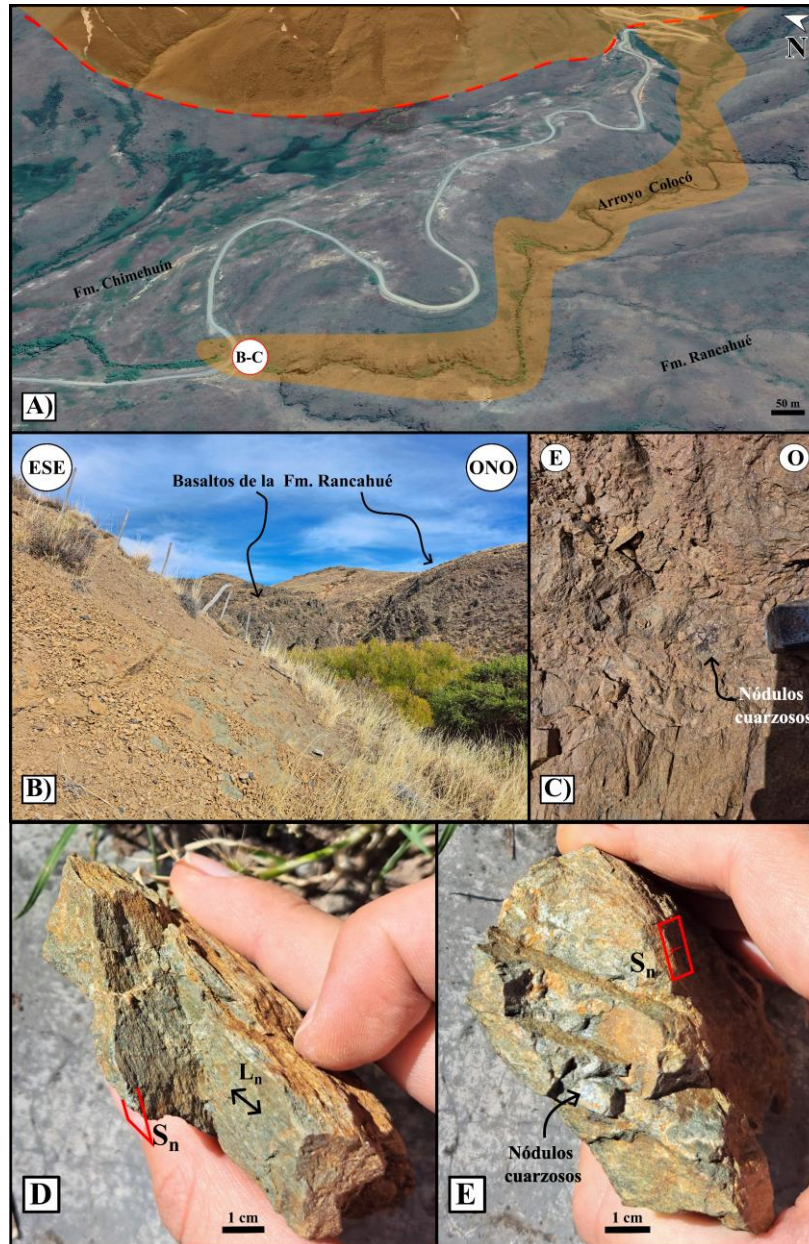 N
Arroyo Colocó
Fm. Chimehuín
Fm. Rancahué
B-C
50 m
A)
ESE
Basaltos de la Fm. Rancahué
ONO
B)
E
O
Nódulos
cuarzosos
C)
Ln
Sn
D
1 cm
Sn
Nódulos
cuarzosos
E
1 cm